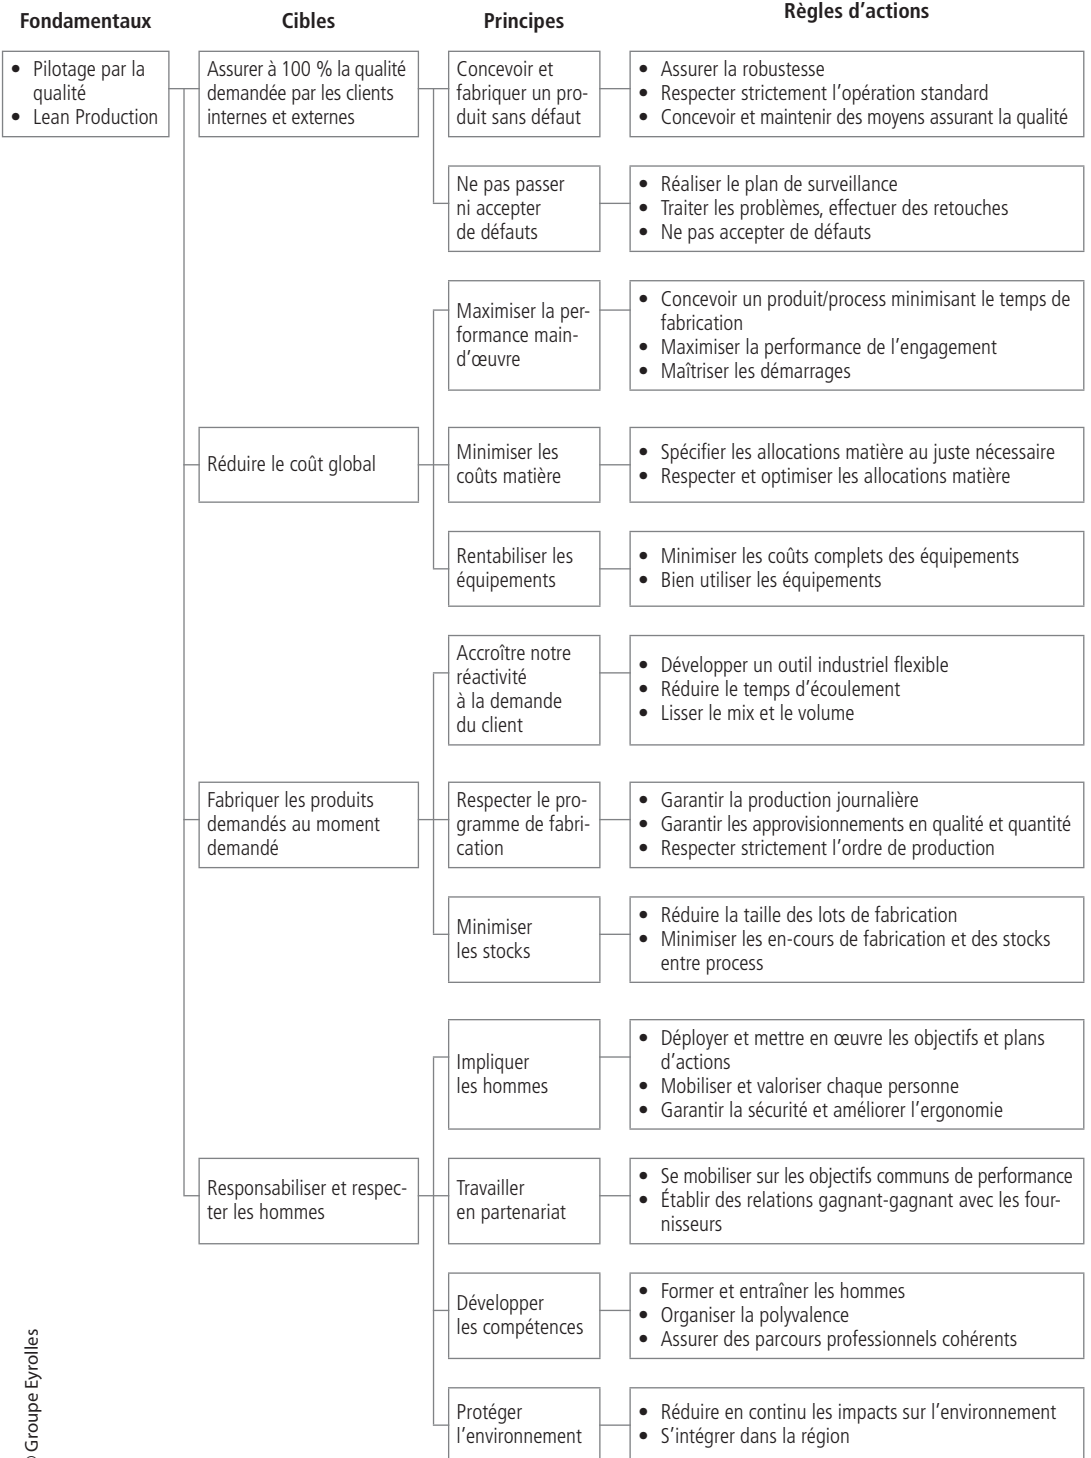 Fondamentaux
Cibles
Principes
Règles d'actions
• Pilotage par la
qualité
• Lean Production
Assurer à 100 % la qualité
demandée par les clients
internes et externes
Concevoir et
fabriquer un pro-
duit sans défaut
• Assurer la robustesse
• Respecter strictement l'opération standard
• Concevoir et maintenir des moyens assurant la qualité
Ne pas passer
ni accepter
de défauts
• Réaliser le plan de surveillance
• Traiter les problèmes, effectuer des retouches
• Ne pas accepter de défauts
Réduire le coût global
Maximiser la per-
formance main-
d'œuvre
• Concevoir un produit/process minimisant le temps de
fabrication
• Maximiser la performance de l'engagement
• Maîtriser les démarrages
Minimiser les
coûts matière
• Spécifier les allocations matière au juste nécessaire
• Respecter et optimiser les allocations matière
Rentabiliser les
équipements
• Minimiser les coûts complets des équipements
• Bien utiliser les équipements
Fabriquer les produits
demandés au moment
demandé
Accroître notre
réactivité
à la demande
du client
• Développer un outil industriel flexible
• Réduire le temps d'écoulement
• Lisser le mix et le volume
Respecter le pro-
gramme de fabri-
cation
• Garantir la production journalière
• Garantir les approvisionnements en qualité et quantité
• Respecter strictement l'ordre de production
Minimiser
les stocks
• Réduire la taille des lots de fabrication
• Minimiser les en-cours de fabrication et des stocks
entre process
Responsabiliser et respec-
ter les hommes
Impliquer
les hommes
• Déployer et mettre en œuvre les objectifs et plans
d'actions
• Mobiliser et valoriser chaque personne
• Garantir la sécurité et améliorer l'ergonomie
Travailler
en partenariat
• Se mobiliser sur les objectifs communs de performance
• Établir des relations gagnant-gagnant avec les four-
nisseurs
Développer
les compétences
• Former et entraîner les hommes
• Organiser la polyvalence
• Assurer des parcours professionnels cohérents
Protéger
l'environnement
• Réduire en continu les impacts sur l'environnement
• S'intégrer dans la région
© Groupe Eyrolles